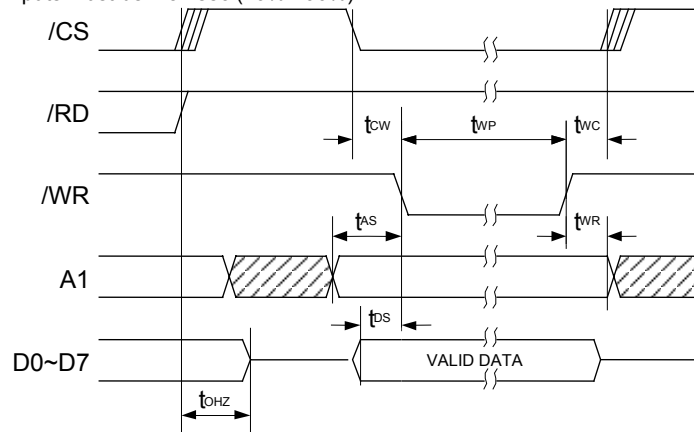 /CS
/RD
tCW tWP tWC
/WR
tAS tWR
A1
tDS
D0~D7 VALID DATA
tOHZ